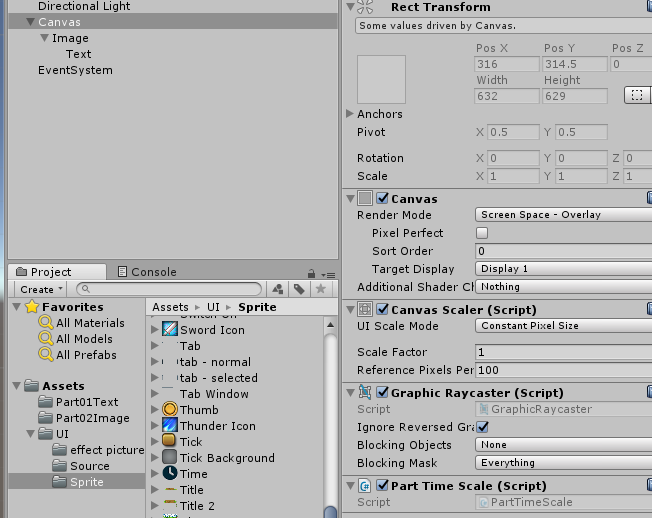 Directional Light
Canvas
Image
Text
EventSystem
Rect Transform
Some values driven by Canvas.
Pos X Pos Y Pos Z
316 314.5 0
Width Height
632 629
Anchors
Pivot X 0.5 Y 0.5
Rotation X 0 Y 0 Z 0
Scale X 1 Y 1 Z 1
Canvas
Render Mode Screen Space - Overlay
Pixel Perfect
Sort Order 0
Target Display Display 1
Additional Shader Ch Nothing
Canvas Scaler (Script)
UI Scale Mode Constant Pixel Size
Scale Factor 1
Reference Pixels Per 100
Graphic Raycaster (Script)
Script GraphicRaycaster
Ignore Reversed Gra
Blocking Objects None
Blocking Mask Everything
Part Time Scale (Script)
Script PartTimeScale
Project Console
Create
Favorites
All Materials
All Models
All Prefabs
Assets
Part01Text
Part02Image
UI
effect picture
Source
Sprite
Assets UI Sprite
Switch On
Sword Icon
Tab
tab - normal
tab - selected
Tab Window
Thumb
Thunder Icon
Tick
Tick Background
Time
Title
Title 2